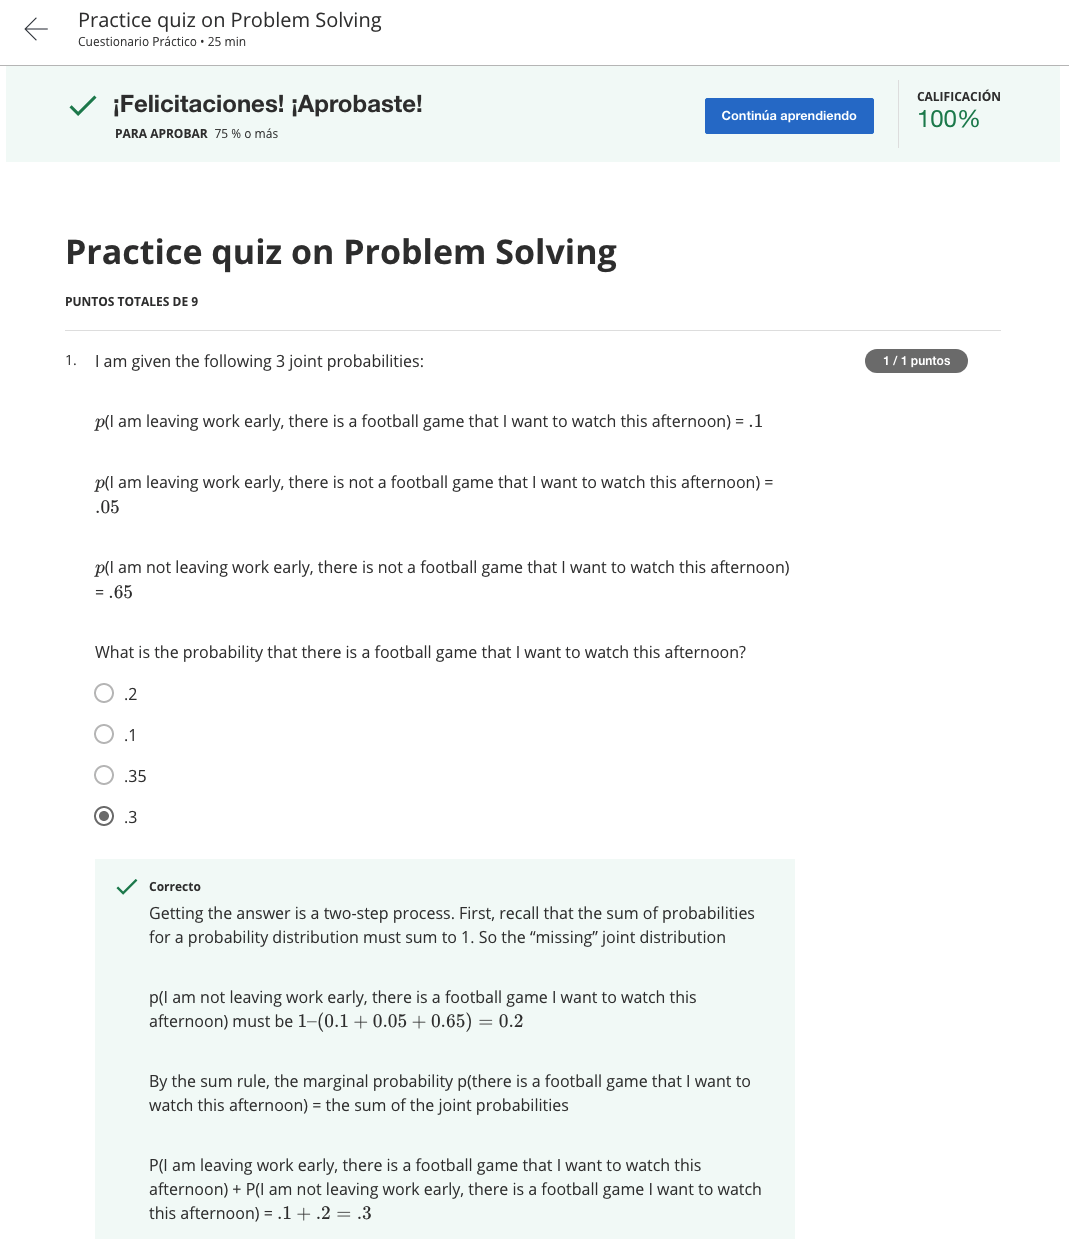 Practice quiz on Problem Solving
Cuestionario Práctico • 25 min
¡Felicitaciones! ¡Aprobaste!
PARA APROBAR 75 % o más
Continúa aprendiendo
CALIFICACIÓN
100%
Practice quiz on Problem Solving
PUNTOS TOTALES DE 9
1. I am given the following 3 joint probabilities:
1 / 1 puntos
p(I am leaving work early, there is a football game that I want to watch this afternoon) = .1
p(I am leaving work early, there is not a football game that I want to watch this afternoon) =
.05
p(I am not leaving work early, there is not a football game that I want to watch this afternoon)
= .65
What is the probability that there is a football game that I want to watch this afternoon?
.2
.1
.35
.3
Correcto
Getting the answer is a two-step process. First, recall that the sum of probabilities
for a probability distribution must sum to 1. So the “missing” joint distribution
p(I am not leaving work early, there is a football game I want to watch this
afternoon) must be 1–(0.1 + 0.05 + 0.65) = 0.2
By the sum rule, the marginal probability p(there is a football game that I want to
watch this afternoon) = the sum of the joint probabilities
P(I am leaving work early, there is a football game that I want to watch this
afternoon) + P(I am not leaving work early, there is a football game I want to watch
this afternoon) = .1 + .2 = .3